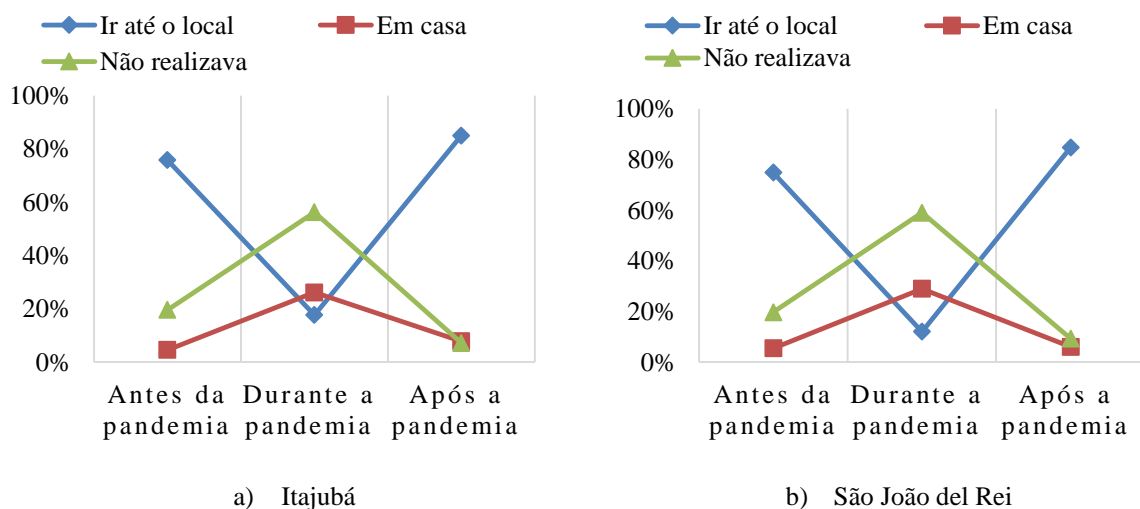 Ir até o local
Em casa
Não realizava
100%
80%
60%
40%
20%
0%
Antes da pandemia
Durante a pandemia
Após a pandemia
a) Itajubá
Ir até o local
Em casa
Não realizava
100%
80%
60%
40%
20%
0%
Antes da pandemia
Durante a pandemia
Após a pandemia
b) São João del Rei